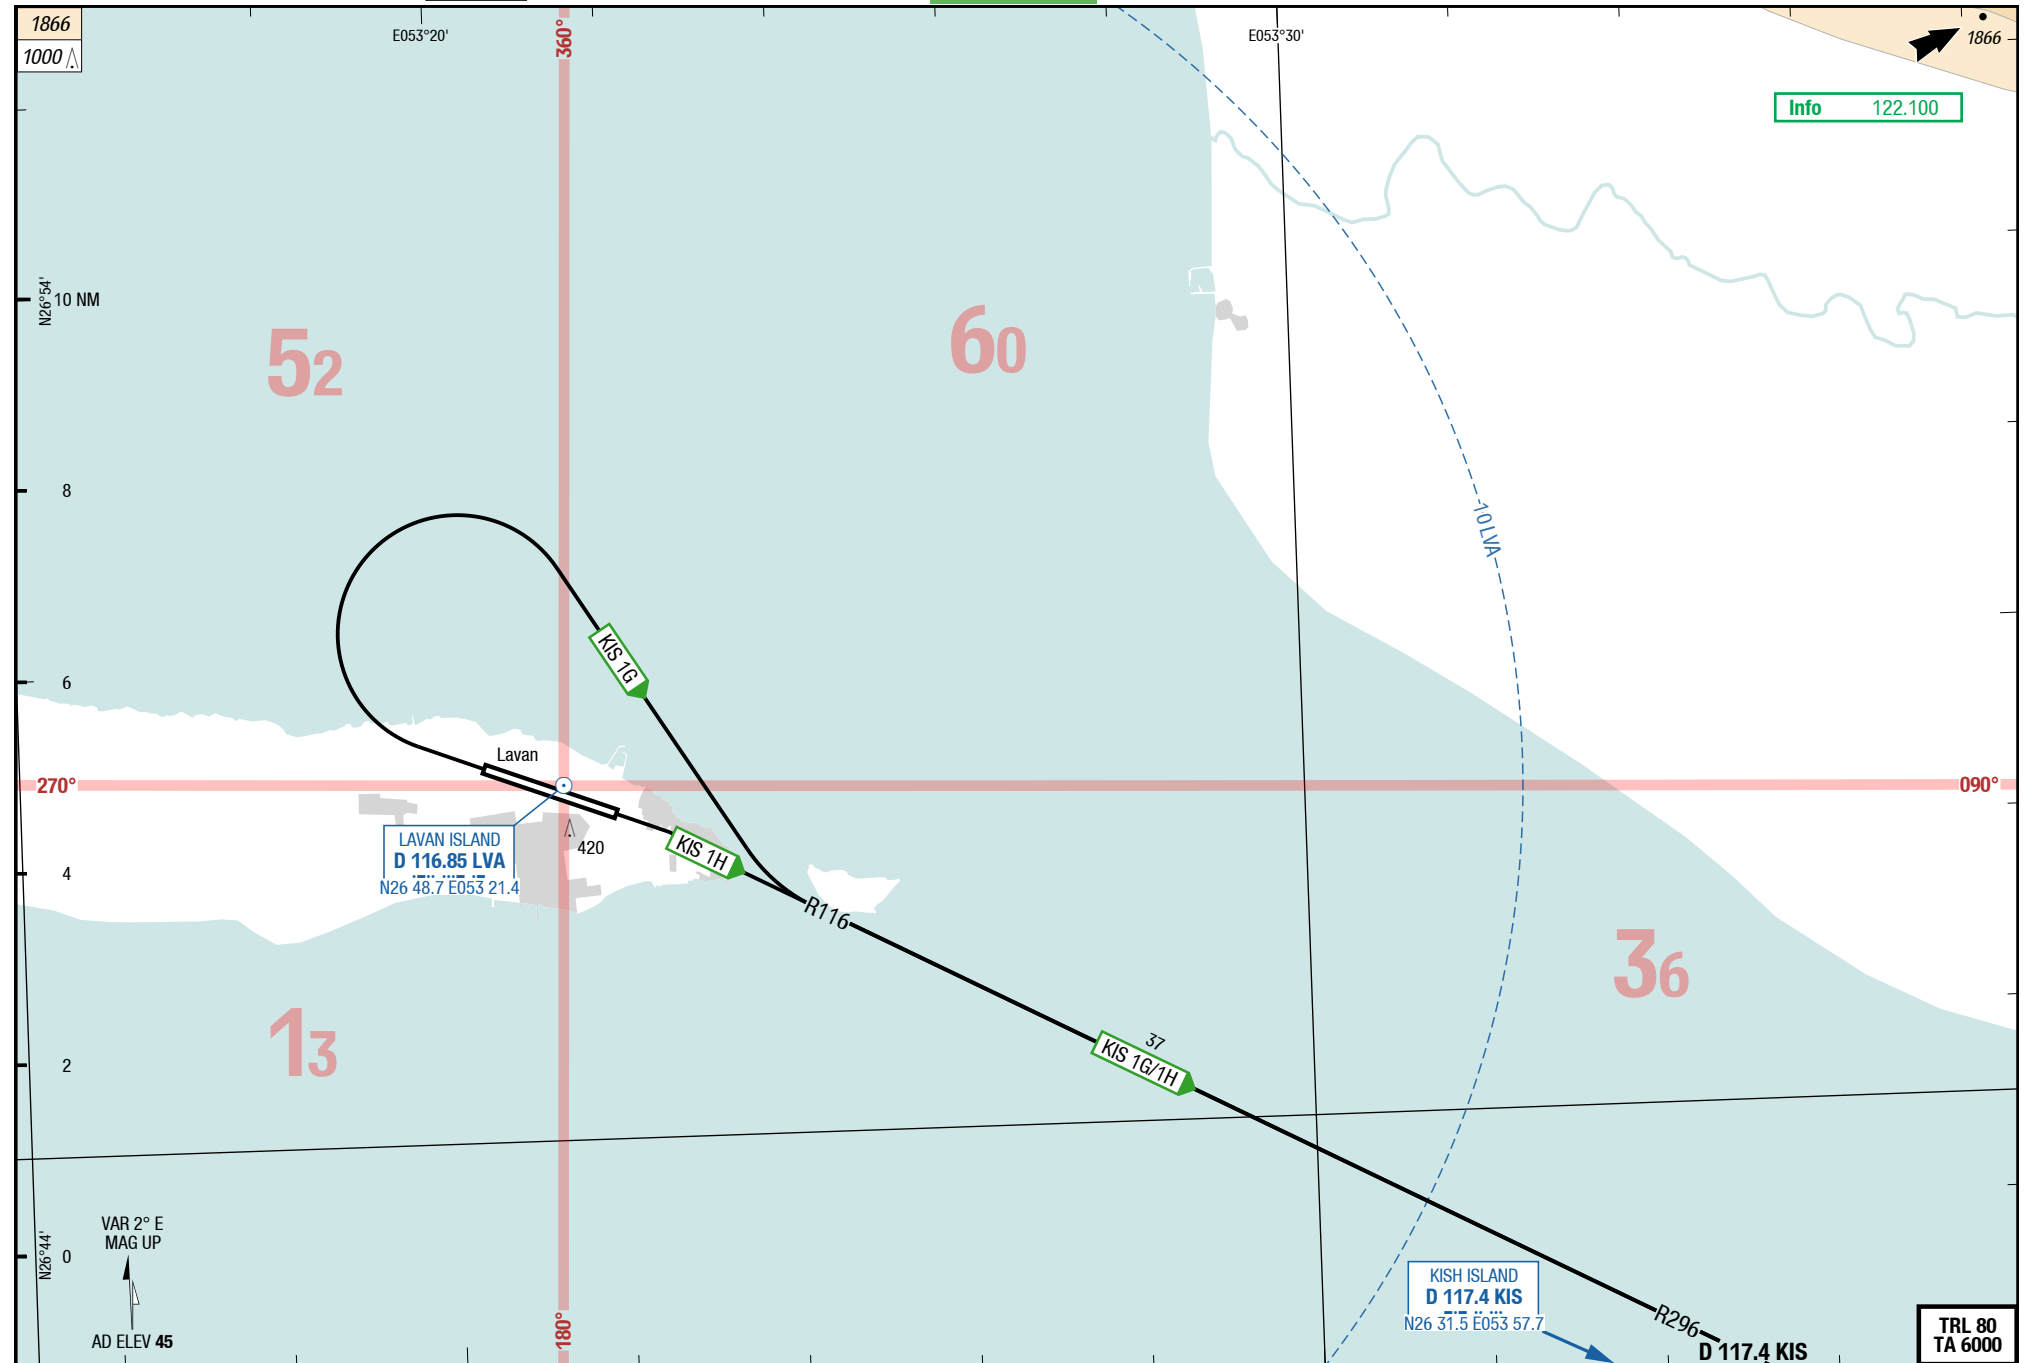 1866
1000
E053°20'
360°
E053°30'
1866
Info 122.100
N26°54'
10 NM
52
60
10 LVA
8
KIS 1G
6
Lavan
270°
090°
LAVAN ISLAND
D 116.85 LVA
N26 48.7 E053 21.4
420
KIS 1H
4
R116
36
13
37
KIS 1G/1H
2
VAR 2° E
MAG UP
N26°44'
0
AD ELEV 45
180°
KISH ISLAND
D 117.4 KIS
N26 31.5 E053 57.7
R296
D 117.4 KIS
TRL 80
TA 6000